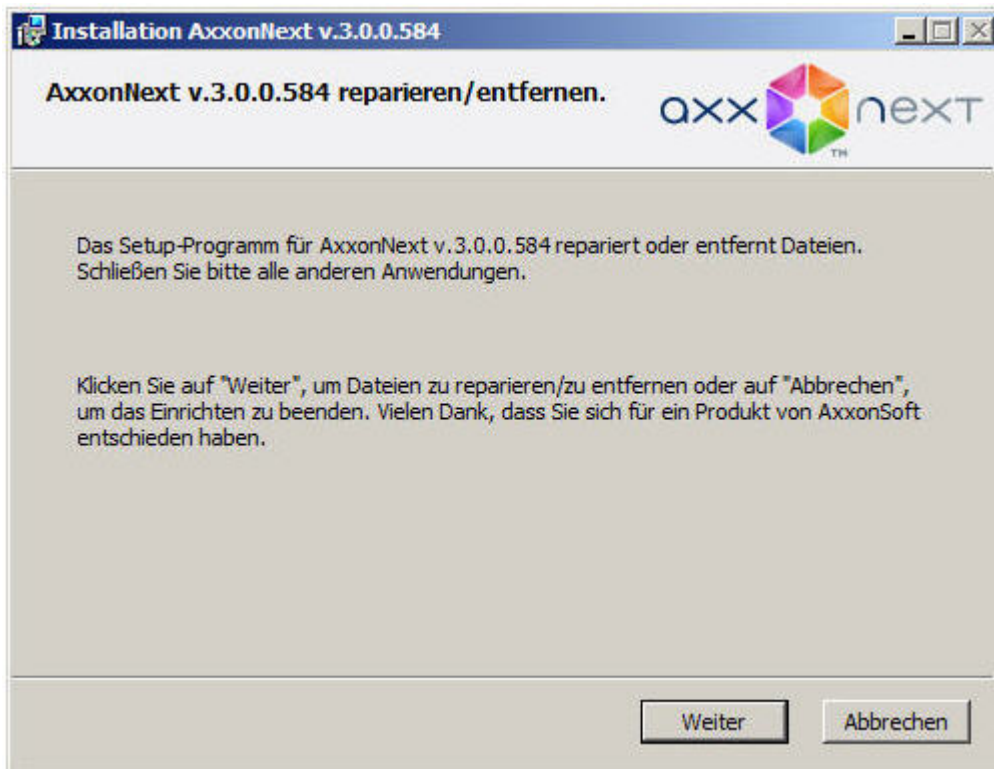 Installation AxxonNext v.3.0.0.584
AxxonNext v.3.0.0.584 reparieren/entfernen.
axx next
TM
Das Setup-Programm für AxxonNext v.3.0.0.584 repariert oder entfernt Dateien.
Schließen Sie bitte alle anderen Anwendungen.
Klicken Sie auf "Weiter", um Dateien zu reparieren/zu entfernen oder auf "Abbrechen",
um das Einrichten zu beenden. Vielen Dank, dass Sie sich für ein Produkt von AxxonSoft
entschieden haben.
Weiter
Abbrechen